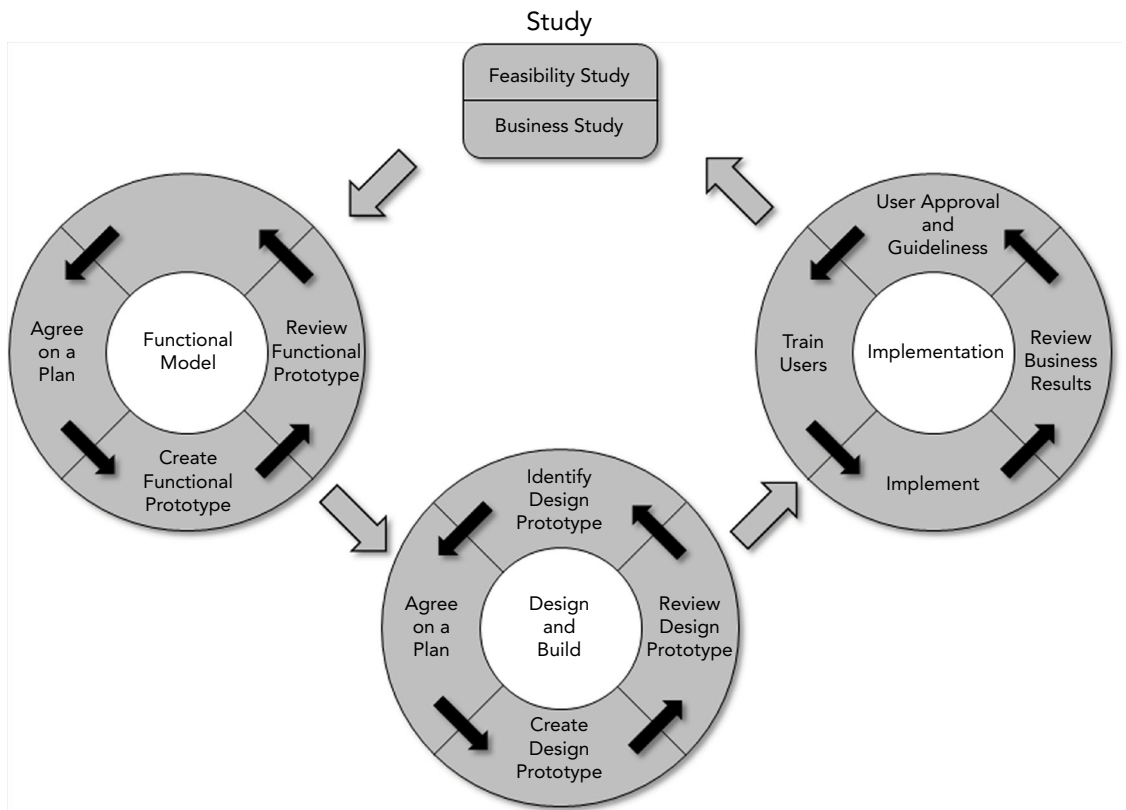 Study
Feasibility Study
Business Study
Agree
on a
Plan
Functional
Model
Review
Functional
Prototype
Create
Functional
Prototype
Identify
Design
Prototype
Agree
on a
Plan
Design
and
Build
Review
Design
Prototype
Create
Design
Prototype
User Approval
and
Guideliness
Train
Users
Implementation
Review
Business
Results
Implement